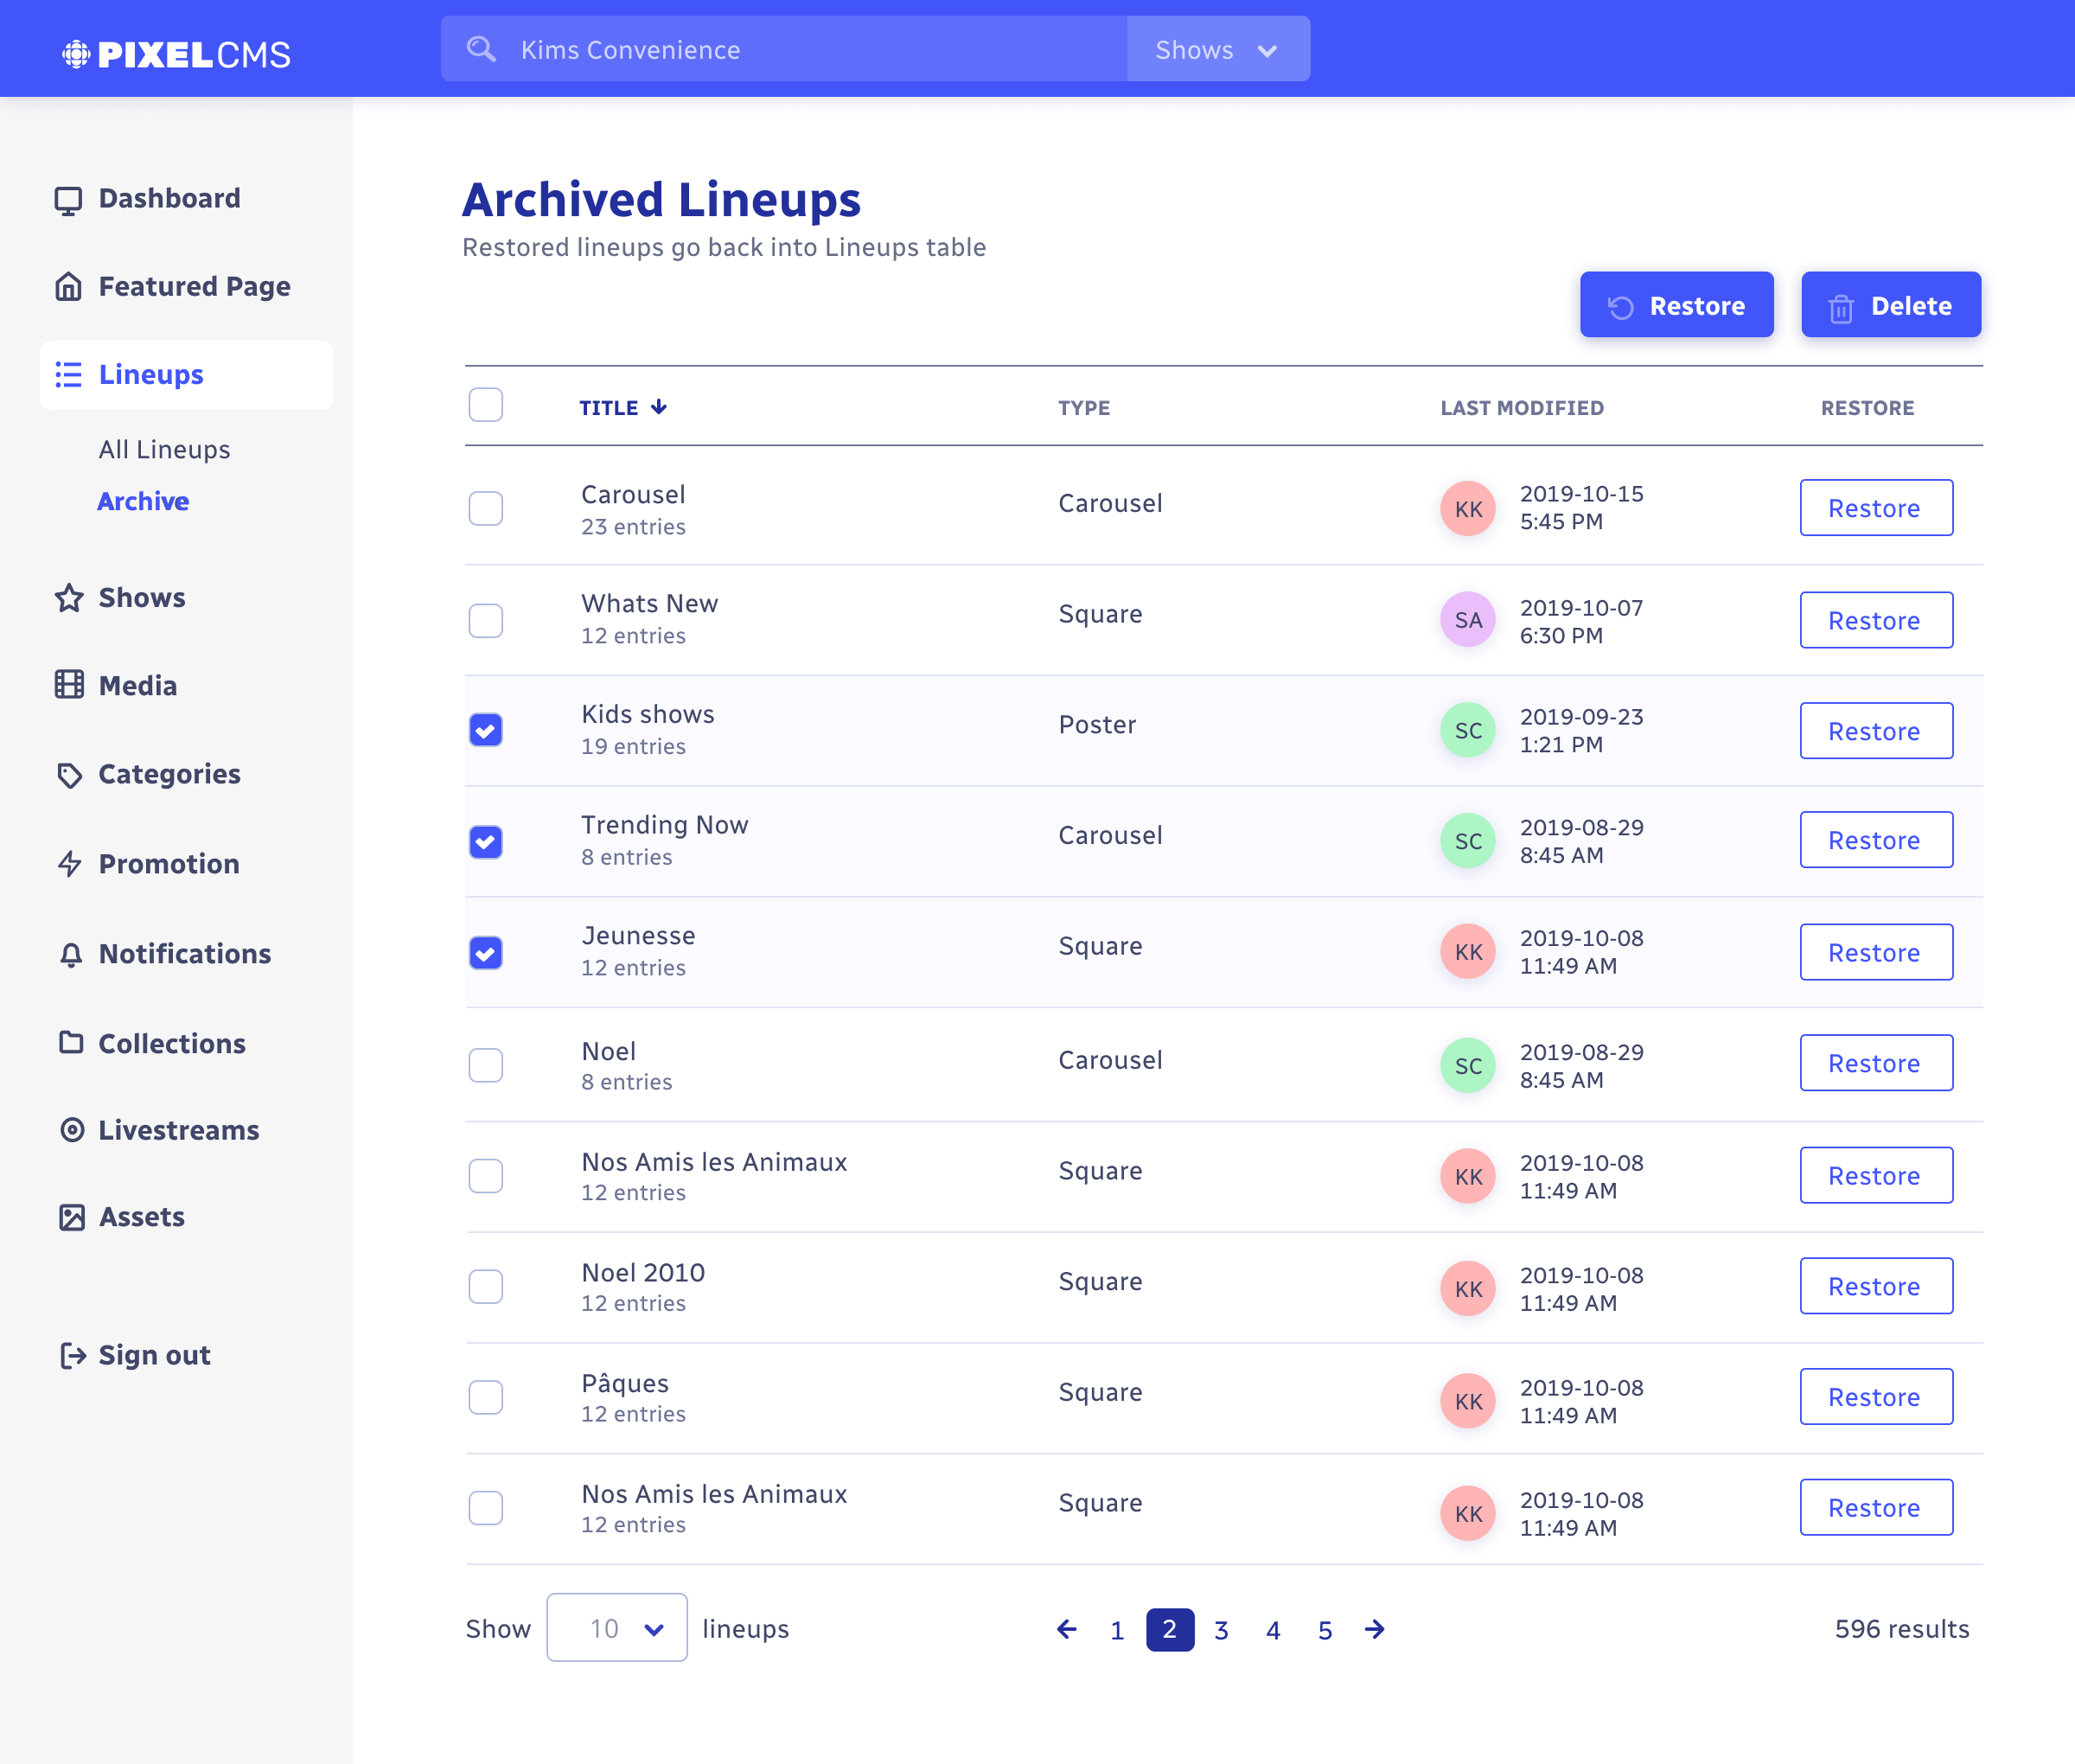 PIXELCMS
Kims Convenience
Shows
Dashboard
Featured Page
Lineups
All Lineups
Archive
Shows
Media
Categories
Promotion
Notifications
Collections
Livestreams
Assets
Sign out
Archived Lineups
Restored lineups go back into Lineups table
Restore
Delete
TITLE
TYPE
LAST MODIFIED
RESTORE
Carousel
23 entries
Carousel
KK
2019-10-15
5:45 PM
Restore
Whats New
12 entries
Square
SA
2019-10-07
6:30 PM
Restore
Kids shows
19 entries
Poster
SC
2019-09-23
1:21 PM
Restore
Trending Now
8 entries
Carousel
SC
2019-08-29
8:45 AM
Restore
Jeunesse
12 entries
Square
KK
2019-10-08
11:49 AM
Restore
Noel
8 entries
Carousel
SC
2019-08-29
8:45 AM
Restore
Nos Amis les Animaux
12 entries
Square
KK
2019-10-08
11:49 AM
Restore
Noel 2010
12 entries
Square
KK
2019-10-08
11:49 AM
Restore
Pâques
12 entries
Square
KK
2019-10-08
11:49 AM
Restore
Nos Amis les Animaux
12 entries
Square
KK
2019-10-08
11:49 AM
Restore
Show 10 lineups
1 2 3 4 5
596 results